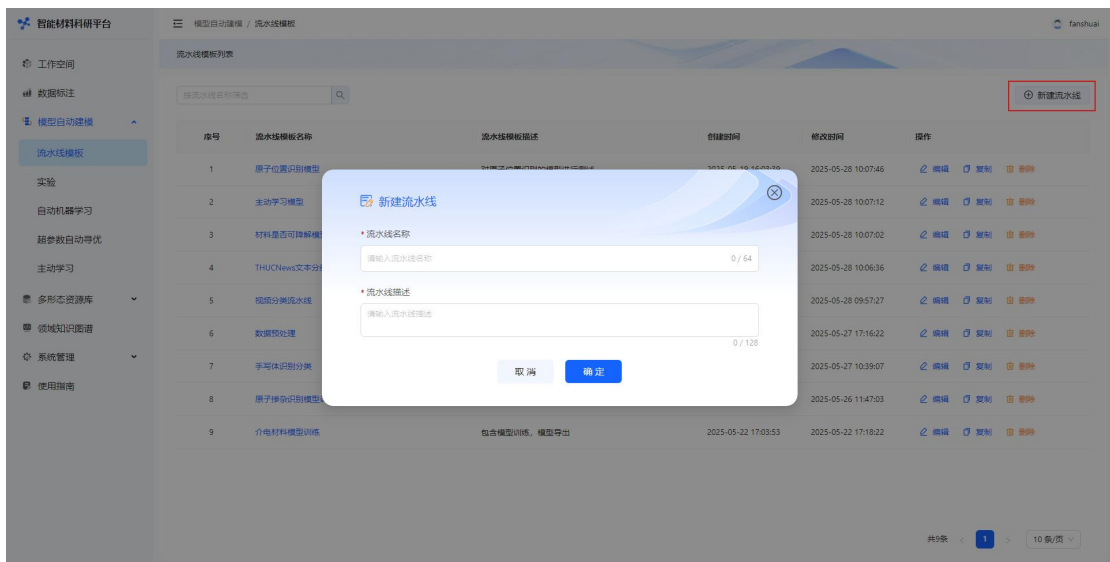 智能材料科研平台
模型自动建模 / 流水线模板
fanshuai
工作空间
数据标注
模型自动建模
流水线模板
实验
自动机器学习
超参数自动寻优
主动学习
多形态资源库
领域知识图谱
系统管理
使用指南
流水线模板列表
按流水线名称筛选
新建流水线
序号 流水线模板名称 流水线模板描述 创建时间 修改时间 操作
1 原子位置识别模型 2025-05-19 16:03:39 2025-05-28 10:07:46 编辑 复制 删除
2 主动学习模型 2025-05-28 10:07:12 编辑 复制 删除
3 材料是否可降解模 2025-05-28 10:07:02 编辑 复制 删除
4 THUCNews文本分 2025-05-28 10:06:36 编辑 复制 删除
5 视频分类流水线 2025-05-28 09:57:27 编辑 复制 删除
6 数据预处理 2025-05-27 17:16:22 编辑 复制 删除
7 手写体识别分类 2025-05-27 10:39:07 编辑 复制 删除
8 原子掺杂识别模型 2025-05-26 11:47:03 编辑 复制 删除
9 介电材料模型训练 包含模型训练，模型导出 2025-05-22 17:03:53 2025-05-22 17:18:22 编辑 复制 删除
新建流水线
* 流水线名称
请输入流水线名称 0 / 64
* 流水线描述
请输入流水线描述
0 / 128
取 消 确 定
共9条 < 1 > 10 条/页